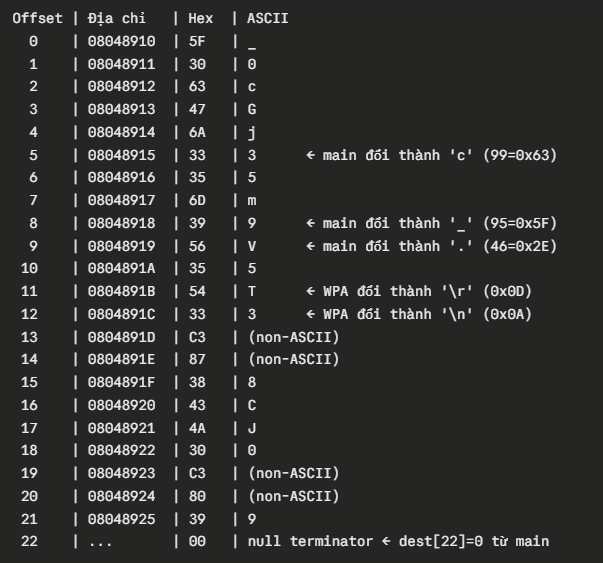 Offset | Địa chỉ | Hex | ASCII
0 | 08048910 | 5F | _
1 | 08048911 | 30 | 0
2 | 08048912 | 63 | c
3 | 08048913 | 47 | G
4 | 08048914 | 6A | j
5 | 08048915 | 33 | 3 ← main đổi thành 'c' (99=0x63)
6 | 08048916 | 35 | 5
7 | 08048917 | 6D | m
8 | 08048918 | 39 | 9 ← main đổi thành '_' (95=0x5F)
9 | 08048919 | 56 | V ← main đổi thành '.' (46=0x2E)
10 | 0804891A | 35 | 5
11 | 0804891B | 54 | T ← WPA đổi thành '\r' (0x0D)
12 | 0804891C | 33 | 3 ← WPA đổi thành '\n' (0x0A)
13 | 0804891D | C3 | (non-ASCII)
14 | 0804891E | 87 | (non-ASCII)
15 | 0804891F | 38 | 8
16 | 08048920 | 43 | C
17 | 08048921 | 4A | J
18 | 08048922 | 30 | 0
19 | 08048923 | C3 | (non-ASCII)
20 | 08048924 | 80 | (non-ASCII)
21 | 08048925 | 39 | 9
22 | ... | 00 | null terminator ← dest[22]=0 từ main